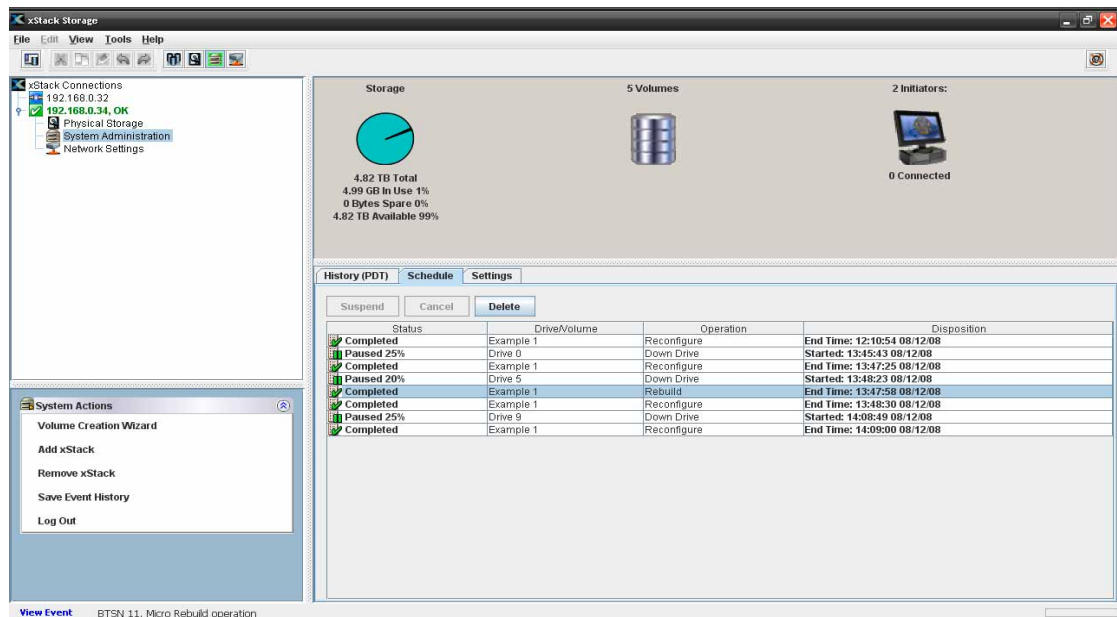 xStack Storage
File Edit View Tools Help
xStack Connections
192.168.0.32
192.168.0.34, OK
Physical Storage
System Administration
Network Settings
Storage
5 Volumes
2 Initiators:
4.82 TB Total
4.99 GB In Use 1%
0 Bytes Spare 0%
4.82 TB Available 99%
0 Connected
History (PDT) Schedule Settings
Suspend Cancel Delete
Status Drive/Volume Operation Disposition
Completed Example 1 Reconfigure End Time: 12:10:54 08/12/08
Paused 25% Drive 0 Down Drive Started: 13:45:43 08/12/08
Completed Example 1 Reconfigure End Time: 13:47:25 08/12/08
Paused 20% Drive 5 Down Drive Started: 13:48:23 08/12/08
Completed Example 1 Rebuild End Time: 13:47:58 08/12/08
Completed Example 1 Reconfigure End Time: 13:48:30 08/12/08
Paused 25% Drive 9 Down Drive Started: 14:08:49 08/12/08
Completed Example 1 Reconfigure End Time: 14:09:00 08/12/08
System Actions
Volume Creation Wizard
Add xStack
Remove xStack
Save Event History
Log Out
View Event BTSN 11, Micro Rebuild operation